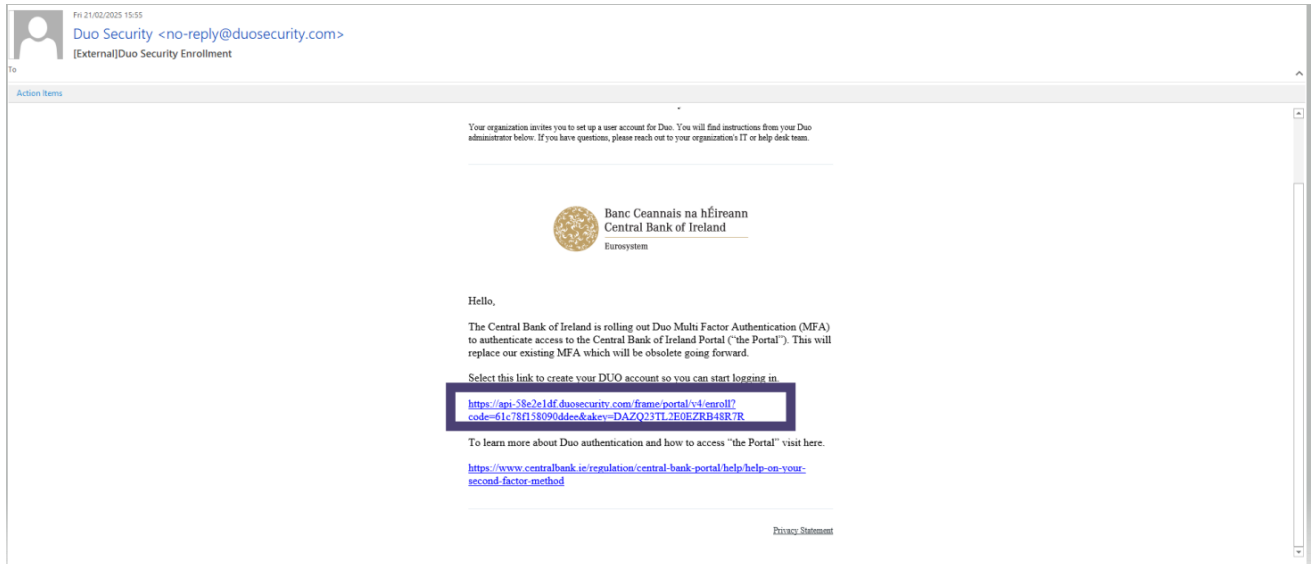 Fri 21/02/2025 15:55
Duo Security <no-reply@duosecurity.com>
[External]Duo Security Enrollment
To
Action Items
Your organization invites you to set up a user account for Duo. You will find instructions from your Duo
administrator below. If you have questions, please reach out to your organization's IT or help desk team.
Banc Ceannais na hÉireann
Central Bank of Ireland
Eurosystem
Hello,
The Central Bank of Ireland is rolling out Duo Multi Factor Authentication (MFA)
to authenticate access to the Central Bank of Ireland Portal (“the Portal”). This will
replace our existing MFA which will be obsolete going forward.
Select this link to create your DUO account so you can start logging in.
https://api-58e2e1df.duosecurity.com/frame/portal/v4/enroll?
code=61c78f158090ddee&akey=DAZQ23TL2E0EZRB48R7R
To learn more about Duo authentication and how to access “the Portal” visit here.
https://www.centralbank.ie/regulation/central-bank-portal/help/help-on-your-
second-factor-method
Privacy Statement